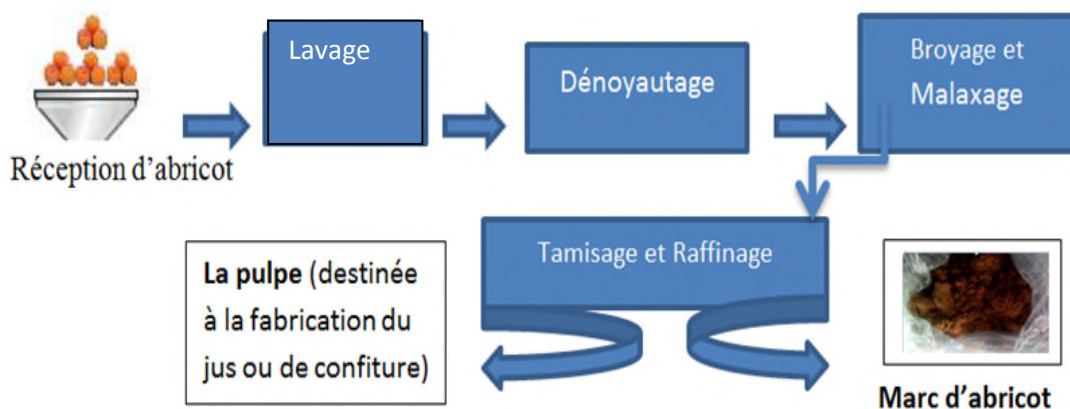 Réception d'abricot
Lavage
Dénoyautage
Broyage et
Malaxage
Tamisage et Raffinage
La pulpe (destinée
à la fabrication du
jus ou de confiture)
Marc d'abricot